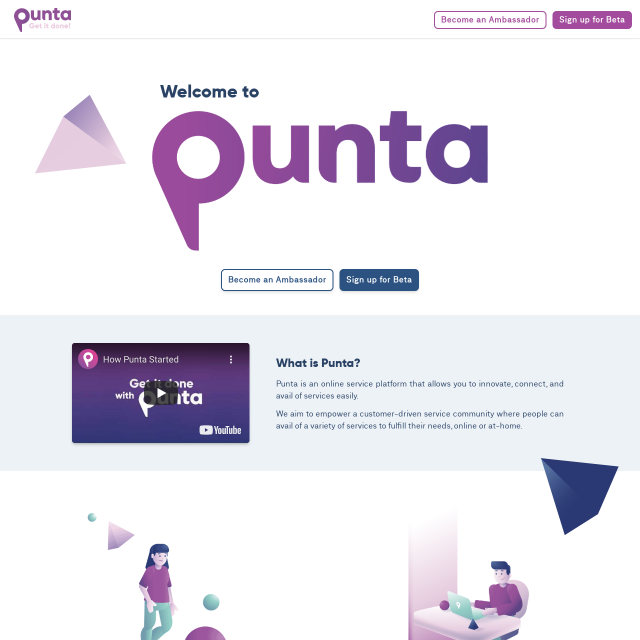 punta
Get it done!
Become an Ambassador
Sign up for Beta
Welcome to
punta
Become an Ambassador
Sign up for Beta
How Punta Started
Get it done
with punta
YouTube
What is Punta?
Punta is an online service platform that allows you to innovate, connect, and
avail of services easily.
We aim to empower a customer-driven service community where people can
avail of a variety of services to fulfill their needs, online or at-home.